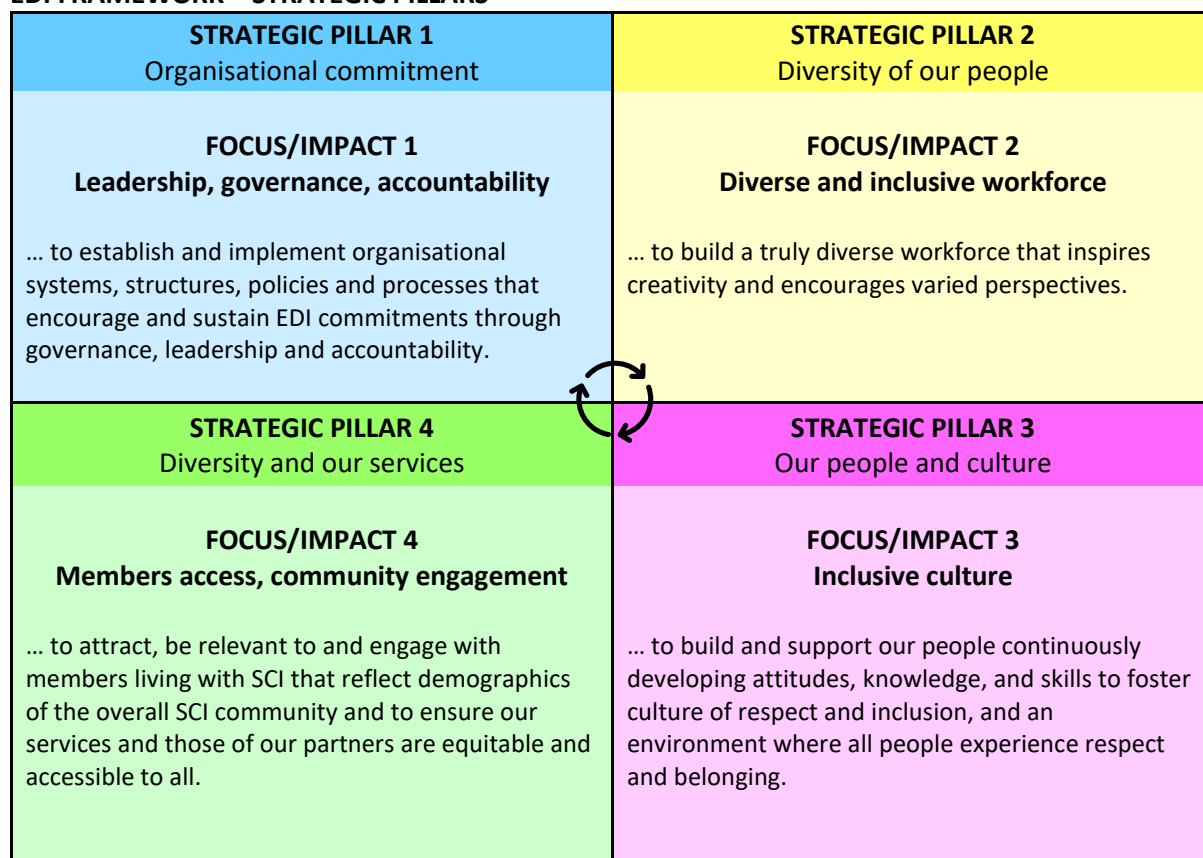 EDI FRAMEWORK – STRATEGIC PILLARS
STRATEGIC PILLAR 1
Organisational commitment
FOCUS/IMPACT 1
Leadership, governance, accountability
... to establish and implement organisational
systems, structures, policies and processes that
encourage and sustain EDI commitments through
governance, leadership and accountability.
STRATEGIC PILLAR 2
Diversity of our people
FOCUS/IMPACT 2
Diverse and inclusive workforce
... to build a truly diverse workforce that inspires
creativity and encourages varied perspectives.
STRATEGIC PILLAR 4
Diversity and our services
FOCUS/IMPACT 4
Members access, community engagement
... to attract, be relevant to and engage with
members living with SCI that reflect demographics
of the overall SCI community and to ensure our
services and those of our partners are equitable and
accessible to all.
STRATEGIC PILLAR 3
Our people and culture
FOCUS/IMPACT 3
Inclusive culture
... to build and support our people continuously
developing attitudes, knowledge, and skills to foster
culture of respect and inclusion, and an
environment where all people experience respect
and belonging.